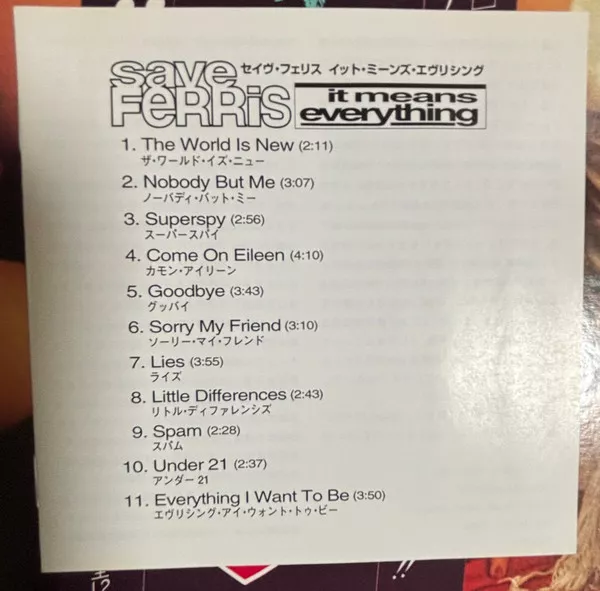 save
FERRiS
セイヴ・フェリス イット・ミーンズ・エヴリシング
it means
everything
1. The World Is New (2:11)
ザ・ワールド・イズ・ニュー
2. Nobody But Me (3:07)
ノーバディ・バット・ミー
3. Superspy (2:56)
スーパースパイ
4. Come On Eileen (4:10)
カモン・アイリーン
5. Goodbye (3:43)
グッバイ
6. Sorry My Friend (3:10)
ソーリー・マイ・フレンド
7. Lies (3:55)
ライズ
8. Little Differences (2:43)
リトル・ディファレンシズ
9. Spam (2:28)
スパム
10. Under 21 (2:37)
アンダー 21
11. Everything I Want To Be (3:50)
エヴリシング・アイ・ウォント・トゥ・ビー
!!